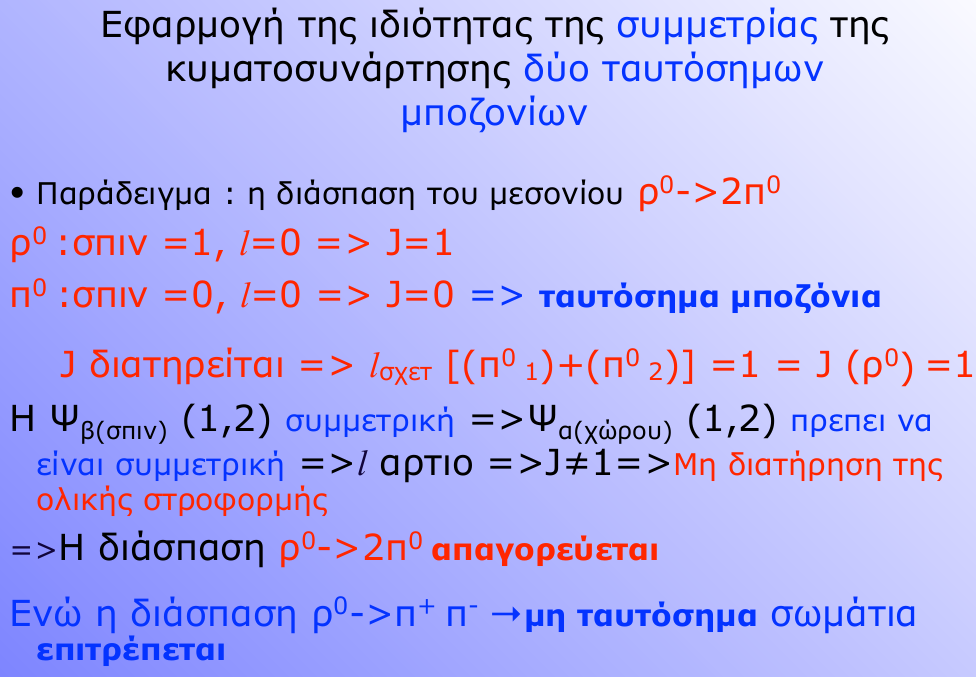 Εφαρμογή της ιδιότητας της συμμετρίας της
κυματοσυνάρτησης δύο ταυτόσημων
μποζονίων
• Παράδειγμα : η διάσπαση του μεσονίου ρ⁰->2π⁰
ρ⁰ :σπιν =1, l=0 => J=1
π⁰ :σπιν =0, l=0 => J=0 => ταυτόσημα μποζόνια
J διατηρείται => lσχετ [(π⁰ ₁)+(π⁰ ₂)] =1 = J (ρ⁰) =1
Η Ψβ(σπιν) (1,2) συμμετρική =>Ψα(χώρου) (1,2) πρεπει να
είναι συμμετρική =>l αρτιο =>J≠1=>Μη διατήρηση της
ολικής στροφορμής
=>Η διάσπαση ρ⁰->2π⁰ απαγορεύεται
Ενώ η διάσπαση ρ⁰->π⁺ π⁻ →μη ταυτόσημα σωμάτια
επιτρέπεται